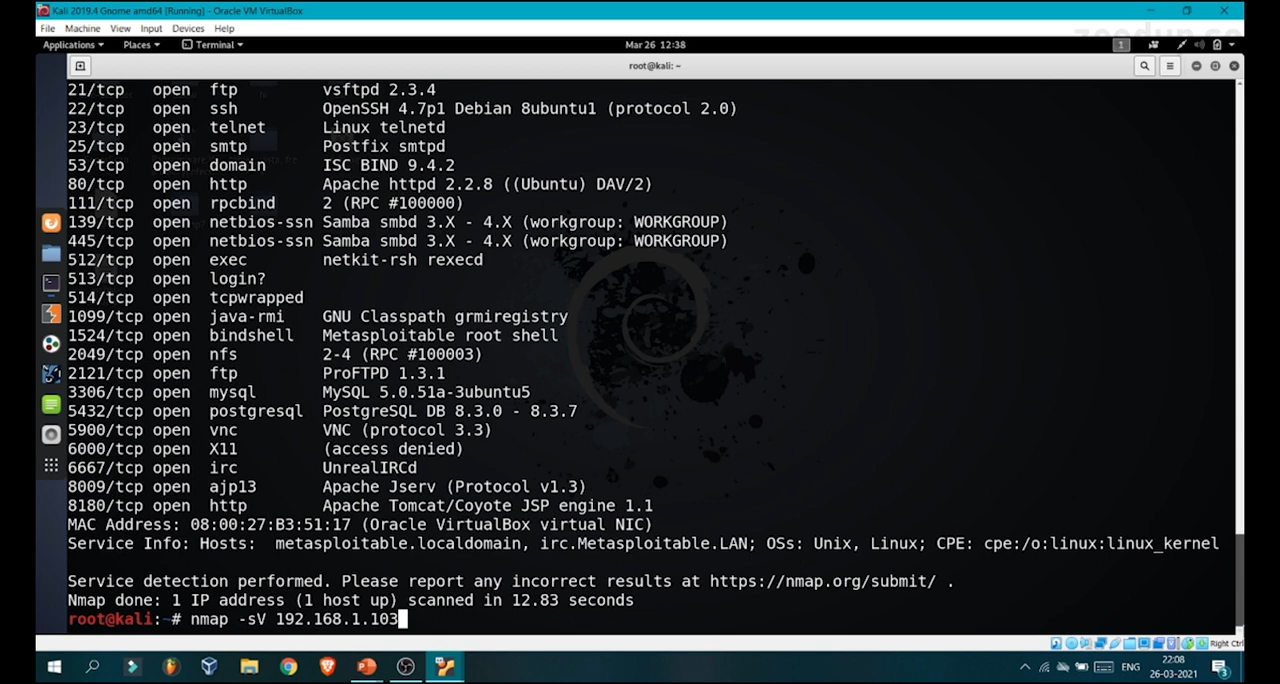 Kali 2019.4 Gnome amd64 [Running] - Oracle VM VirtualBox
File Machine View Input Devices Help
Applications Places Terminal Mar 26 12:38 1
root@kali: ~
21/tcp open ftp vsftpd 2.3.4
22/tcp open ssh OpenSSH 4.7p1 Debian 8ubuntu1 (protocol 2.0)
23/tcp open telnet Linux telnetd
25/tcp open smtp Postfix smtpd
53/tcp open domain ISC BIND 9.4.2
80/tcp open http Apache httpd 2.2.8 ((Ubuntu) DAV/2)
111/tcp open rpcbind 2 (RPC #100000)
139/tcp open netbios-ssn Samba smbd 3.X - 4.X (workgroup: WORKGROUP)
445/tcp open netbios-ssn Samba smbd 3.X - 4.X (workgroup: WORKGROUP)
512/tcp open exec netkit-rsh rexecd
513/tcp open login?
514/tcp open tcpwrapped
1099/tcp open java-rmi GNU Classpath grmiregistry
1524/tcp open bindshell Metasploitable root shell
2049/tcp open nfs 2-4 (RPC #100003)
2121/tcp open ftp ProFTPD 1.3.1
3306/tcp open mysql MySQL 5.0.51a-3ubuntu5
5432/tcp open postgresql PostgreSQL DB 8.3.0 - 8.3.7
5900/tcp open vnc VNC (protocol 3.3)
6000/tcp open X11 (access denied)
6667/tcp open irc UnrealIRCd
8009/tcp open ajp13 Apache Jserv (Protocol v1.3)
8180/tcp open http Apache Tomcat/Coyote JSP engine 1.1
MAC Address: 08:00:27:B3:51:17 (Oracle VirtualBox virtual NIC)
Service Info: Hosts: metasploitable.localdomain, irc.Metasploitable.LAN; OSs: Unix, Linux; CPE: cpe:/o:linux:linux_kernel
Service detection performed. Please report any incorrect results at https://nmap.org/submit/ .
Nmap done: 1 IP address (1 host up) scanned in 12.83 seconds
root@kali:~# nmap -sV 192.168.1.103
Right Ctrl
ENG 22:08
26-03-2021
3